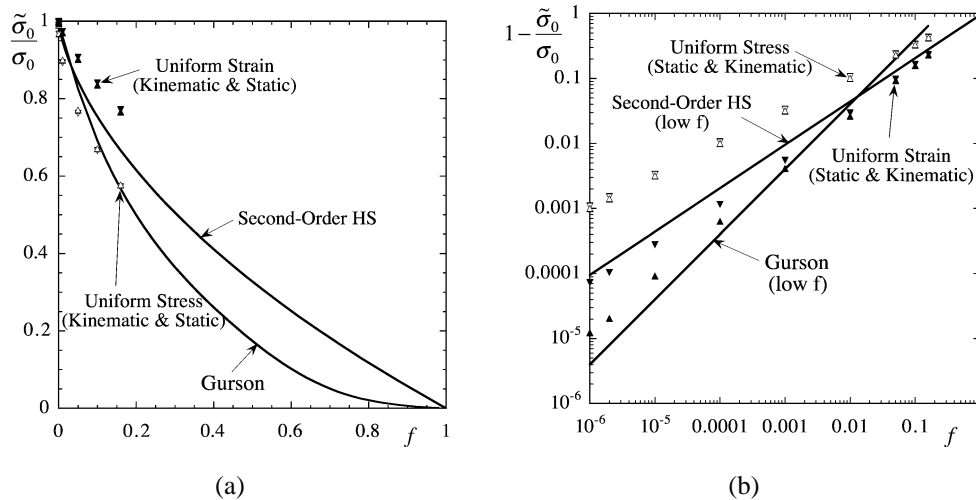 σ̃₀
σ₀
1
0.8
0.6
0.4
0.2
0
0
0.2
0.4
0.6
0.8
1
f
Uniform Strain
(Kinematic & Static)
Second-Order HS
Uniform Stress
(Kinematic & Static)
Gurson
(a)
1−σ̃₀
σ₀
1
0.1
0.01
0.001
0.0001
10⁻⁵
10⁻⁶
10⁻⁶
10⁻⁵
0.0001
0.001
0.01
0.1
f
Uniform Stress
(Static & Kinematic)
Second-Order HS
(low f)
Uniform Strain
(Static & Kinematic)
Gurson
(low f)
(b)